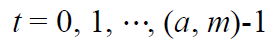 t = 0, 1, ⋯, (a, m)-1